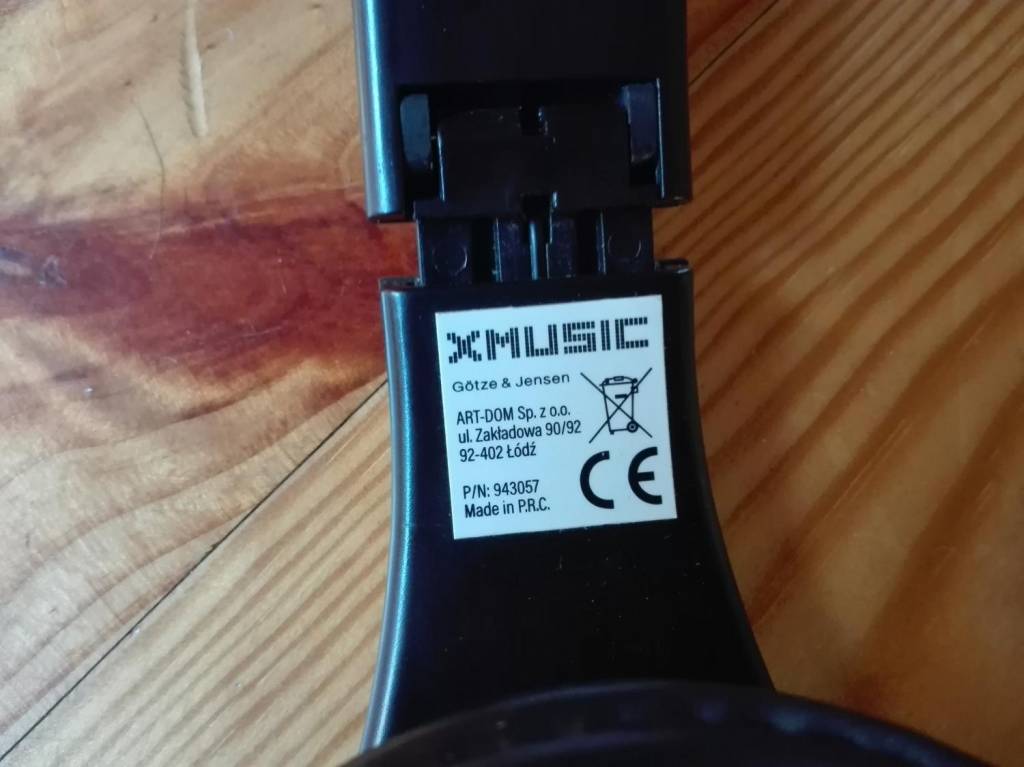 XMUSIC
Götze & Jensen
ART-DOM Sp. z o.o.
ul. Zakładowa 90/92
92-402 Łódź
P/N: 943057
Made in P.R.C.
CE